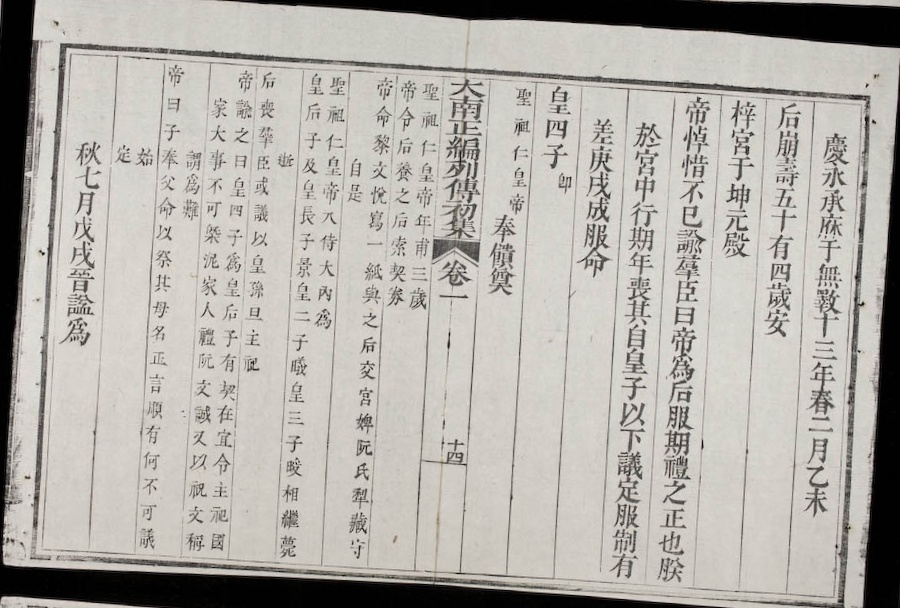 慶永承庥于無斁十三年春二月乙未
后崩壽五十有四歲安
梓宮于坤元殿
帝悼惜不已諭羣臣曰帝爲后服期禮之正也朕
於宮中行期年喪其自皇子以下議定服制有
差庚戌成服命
皇四子卽
聖祖仁皇帝
奉饋奠
大南正編列傳初集
卷一
十四
聖祖仁皇帝年甫三歲
帝令后養之后索契券
帝命黎文悅寫一紙與之后交宮婢阮氏犁藏守
自是
聖祖仁皇帝入侍大內爲
皇后子及皇長子景皇二子曦皇三子晙相繼薨
逝
后喪羣臣或議以皇孫旦主祀
帝諭之曰皇四子爲皇后子有契在宜令主祀國
家大事不可槩泥家人禮阮文誠又以祝文稱
謂爲難
帝曰子奉父命以祭其母名正言順有何不可議
始
定
秋七月戊戌晉諡爲